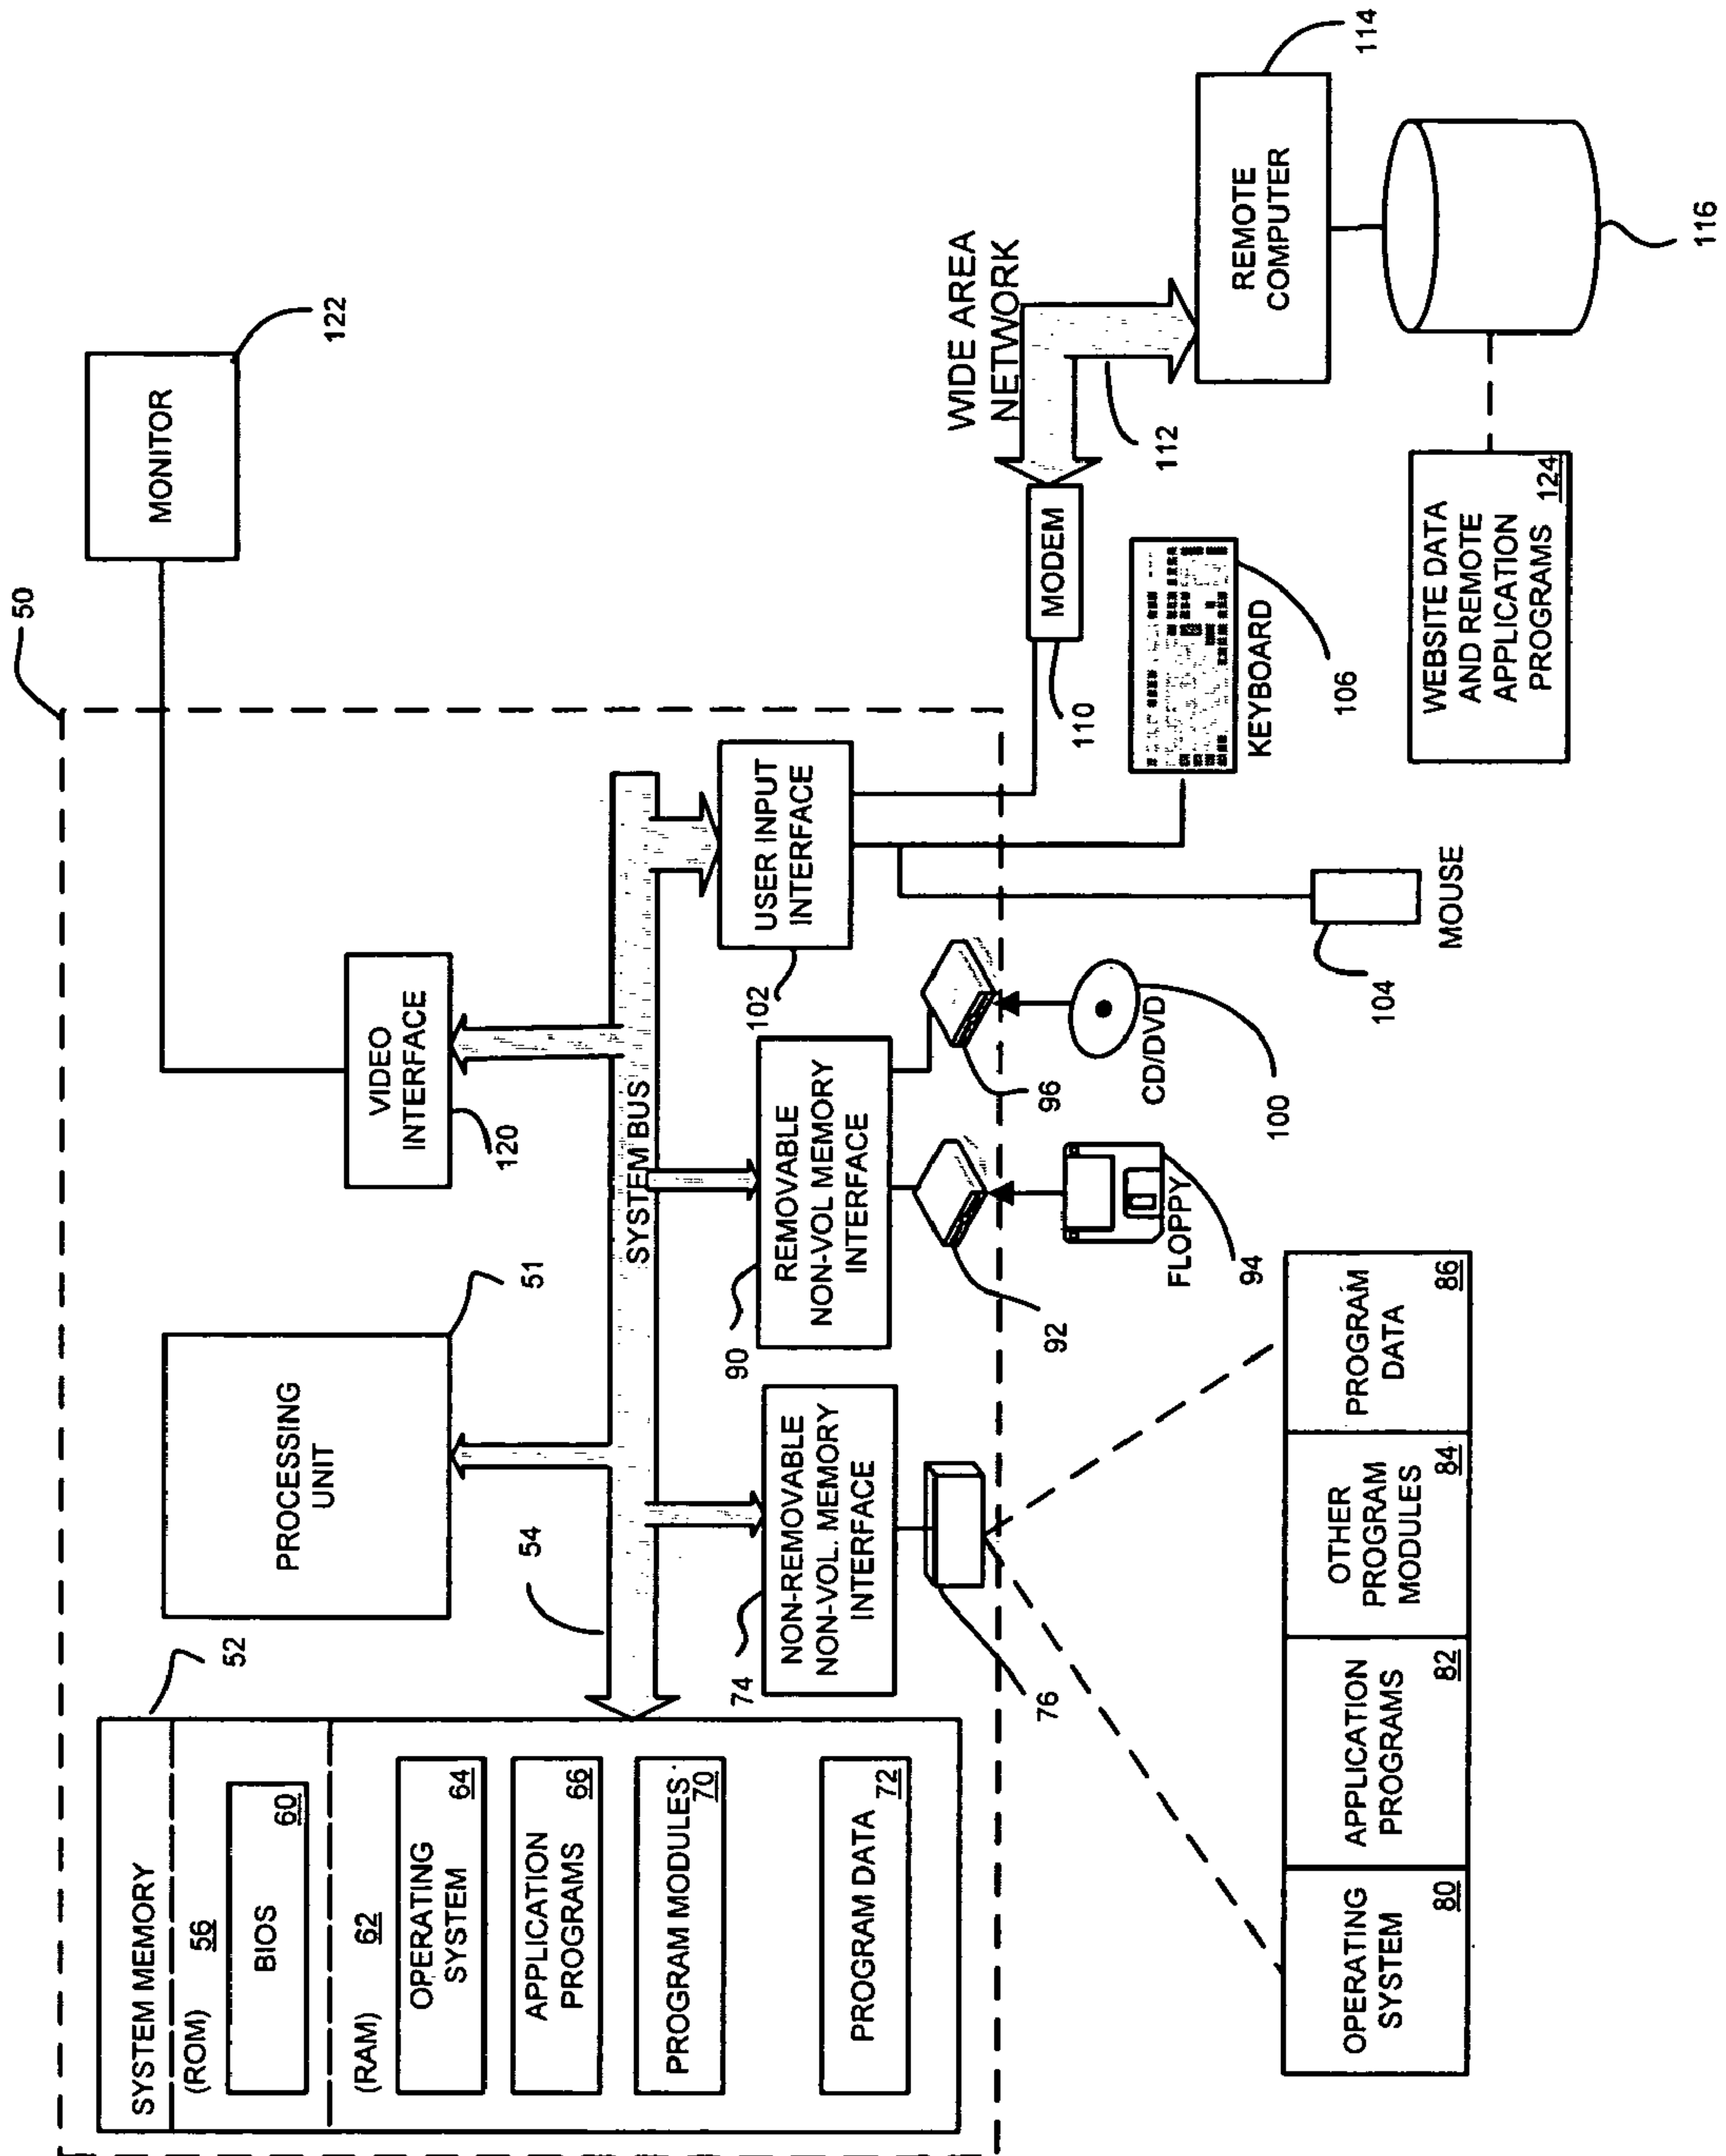 50
SYSTEM MEMORY
52
(ROM) 56
BIOS
60
(RAM) 62
OPERATING
SYSTEM
64
APPLICATION
PROGRAMS
66
PROGRAM MODULES
70
PROGRAM DATA
72
PROCESSING
UNIT
51
54
SYSTEM BUS
VIDEO
INTERFACE
120
MONITOR
122
74
NON-REMOVABLE
NON-VOL. MEMORY
INTERFACE
90
REMOVABLE
NON-VOL MEMORY
INTERFACE
102
USER INPUT
INTERFACE
76
92
96
FLOPPY
94
CD/DVD
100
MOUSE
104
KEYBOARD
106
MODEM
110
WIDE AREA
NETWORK
112
REMOTE
COMPUTER
114
116
WEBSITE DATA
AND REMOTE
APPLICATION
PROGRAMS
124
OPERATING
SYSTEM
80
APPLICATION
PROGRAMS
82
OTHER
PROGRAM
MODULES
84
PROGRAM
DATA
86